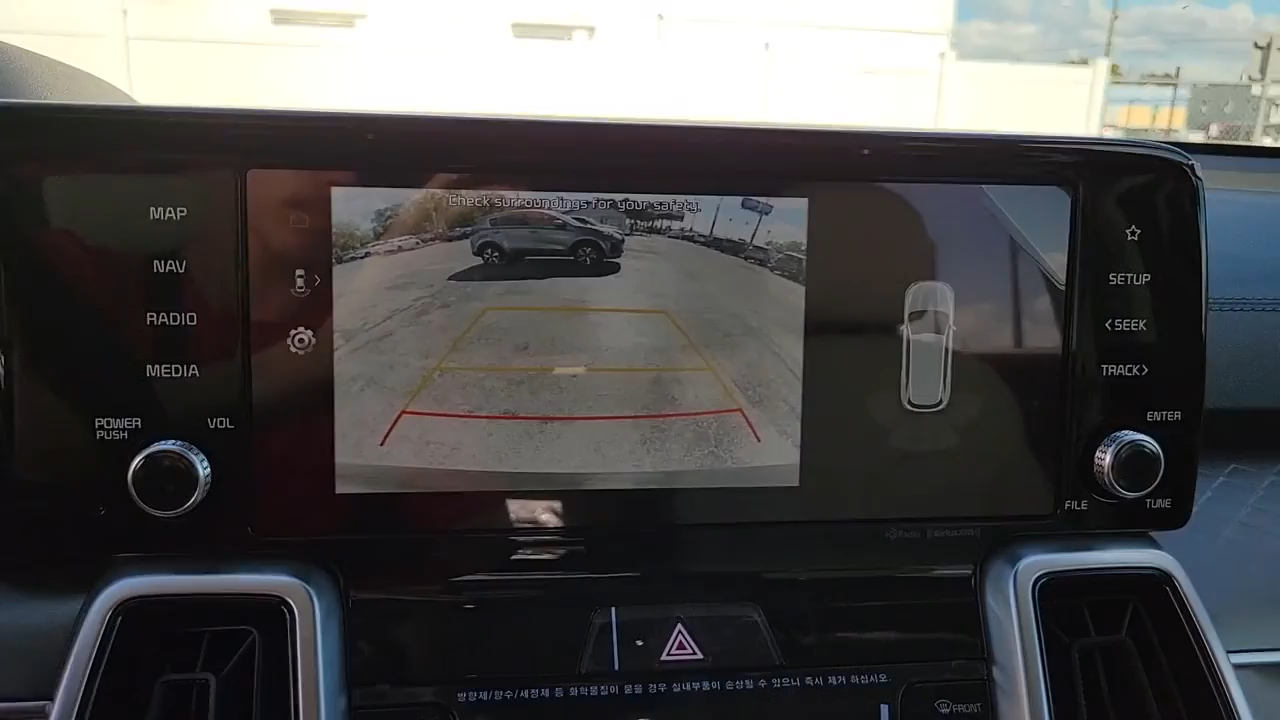 Check surroundings for your safety.
MAP
NAV
RADIO
MEDIA
POWER
PUSH
VOL
SETUP
<SEEK
TRACK>
ENTER
FILE
TUNE
HD Radio
SiriusXM
방향제/향수/세정제 등 화학물질이 묻을 경우 실내부품이 손상될 수 있으니 즉시 제거 하십시오.
FRONT